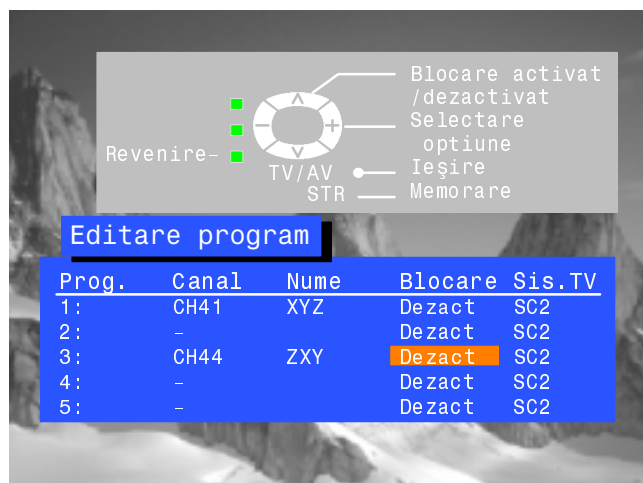 Blocare activat
/dezactivat
Selectare
optiune
Revenire–
TV/AV
Ieşire
STR
Memorare
Editare program
Prog. Canal Nume Blocare Sis.TV
1: CH41 XYZ Dezact SC2
2: – Dezact SC2
3: CH44 ZXY Dezact SC2
4: – Dezact SC2
5: – Dezact SC2